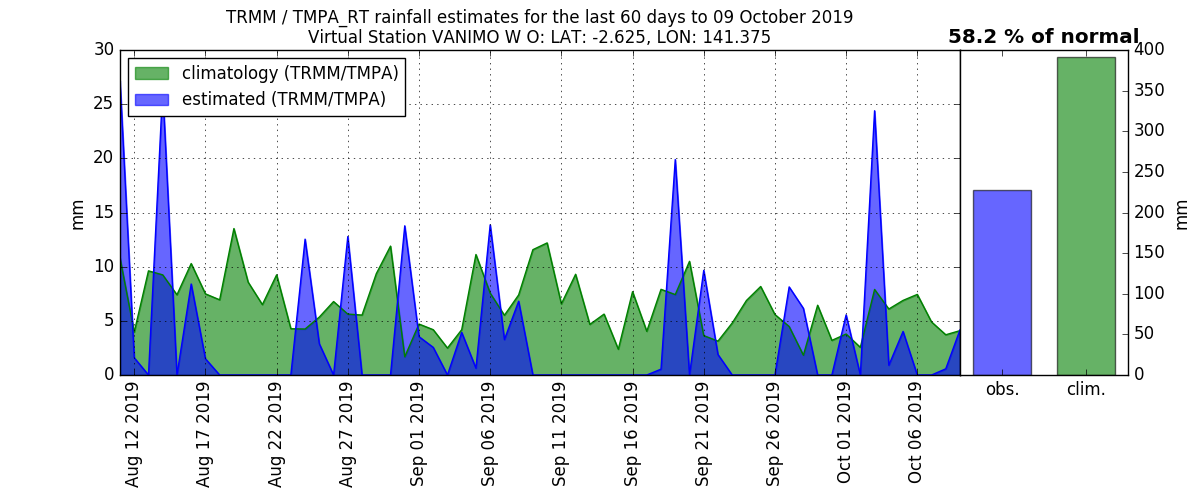 TRMM / TMPA_RT rainfall estimates for the last 60 days to 09 October 2019
Virtual Station VANIMO W O: LAT: -2.625, LON: 141.375
58.2 % of normal
climatology (TRMM/TMPA)
estimated (TRMM/TMPA)
30
25
20
15
10
5
0
mm
400
350
300
250
200
150
100
50
0
mm
Aug 12 2019
Aug 17 2019
Aug 22 2019
Aug 27 2019
Sep 01 2019
Sep 06 2019
Sep 11 2019
Sep 16 2019
Sep 21 2019
Sep 26 2019
Oct 01 2019
Oct 06 2019
obs.
clim.